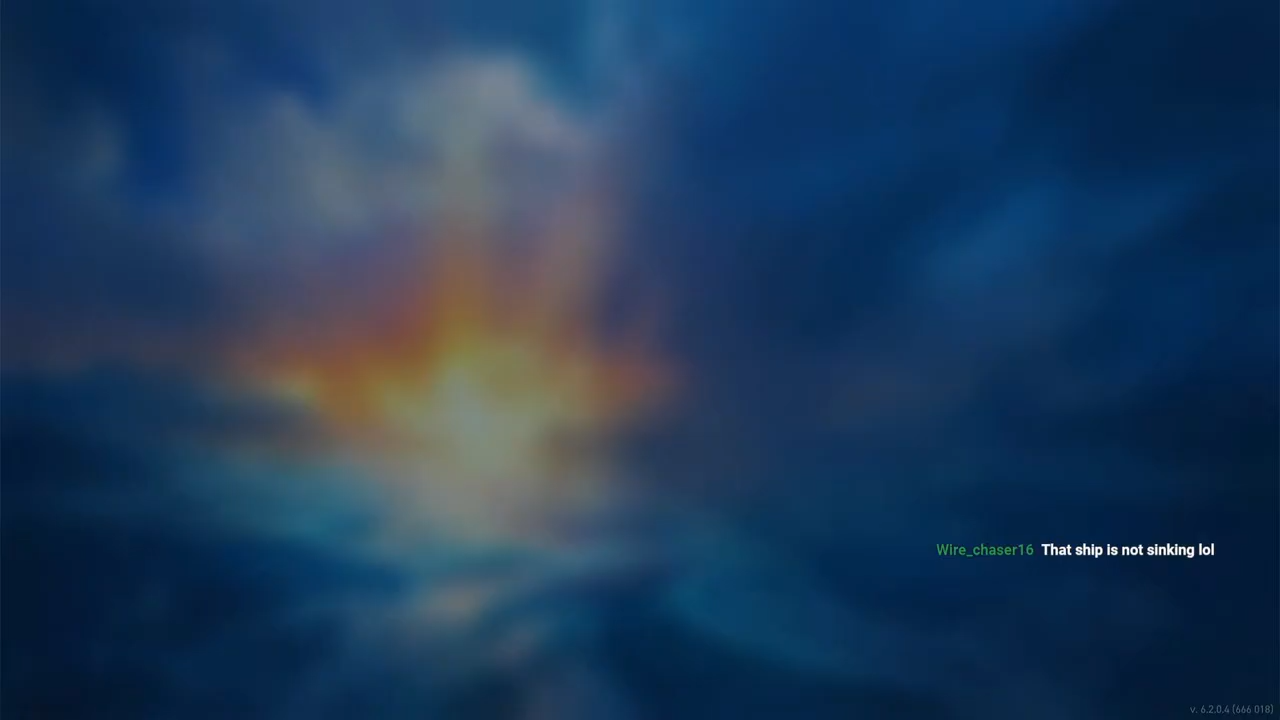 Wire_chaser16 That ship is not sinking lol
v. 6.2.0.4 (666 018)